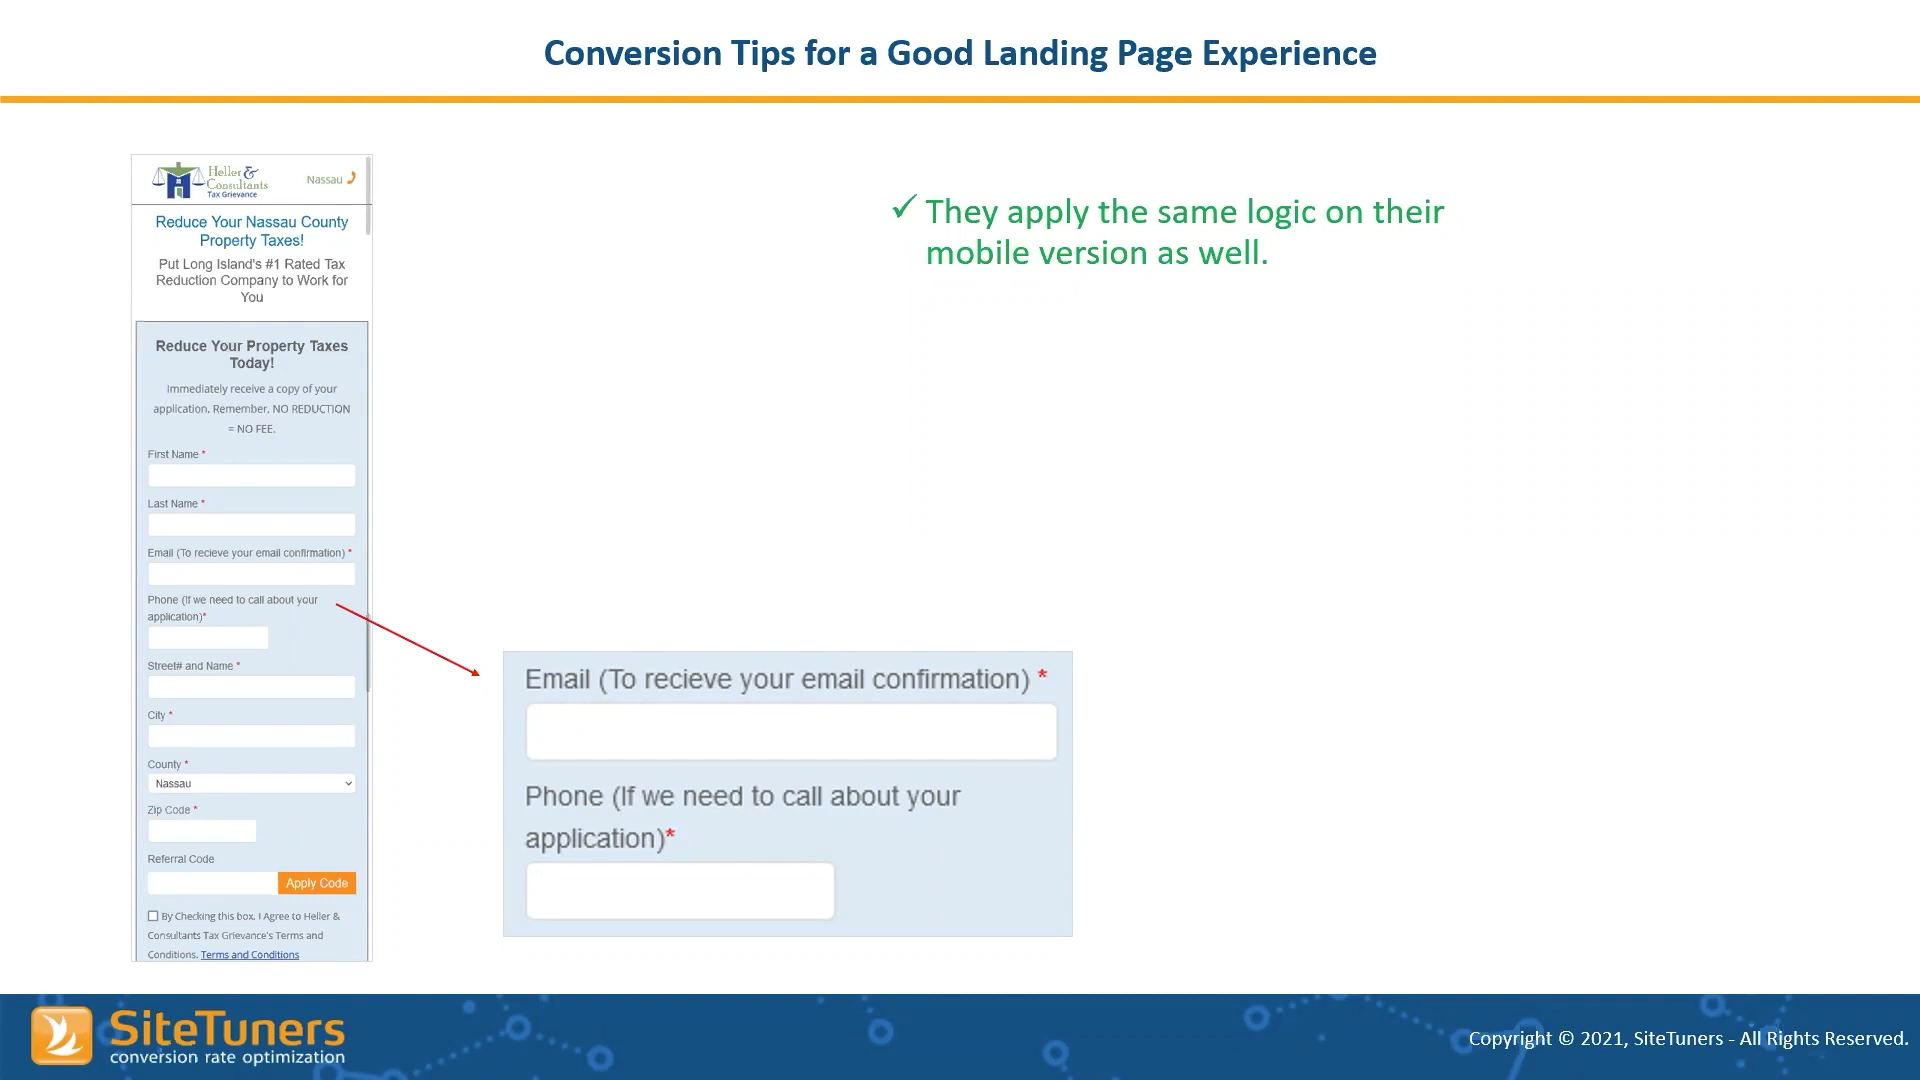 Conversion Tips for a Good Landing Page Experience
Heller &
Consultants
Tax Grievance
Nassau
Reduce Your Nassau County
Property Taxes!
Put Long Island's #1 Rated Tax
Reduction Company to Work for
You
Reduce Your Property Taxes
Today!
Immediately receive a copy of your
application. Remember, NO REDUCTION
= NO FEE.
First Name *
Last Name *
Email (To recieve your email confirmation) *
Phone (If we need to call about your
application)*
Street# and Name *
City *
County *
Nassau
Zip Code *
Referral Code
Apply Code
By Checking this box, I Agree to Heller &
Consultants Tax Grievance's Terms and
Conditions. Terms and Conditions
✓ They apply the same logic on their
mobile version as well.
Email (To recieve your email confirmation) *
Phone (If we need to call about your
application)*
SiteTuners
conversion rate optimization
Copyright © 2021, SiteTuners - All Rights Reserved.